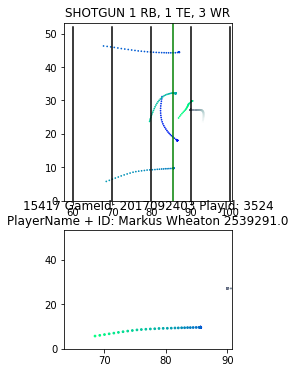 SHOTGUN 1 RB, 1 TE, 3 WR
50
40
30
20
10
0
60 70 80 90 100
15417 GameId: 2017092403 PlayId: 3524
PlayerName + ID: Markus Wheaton 2539291.0
40
20
0
70 80 90